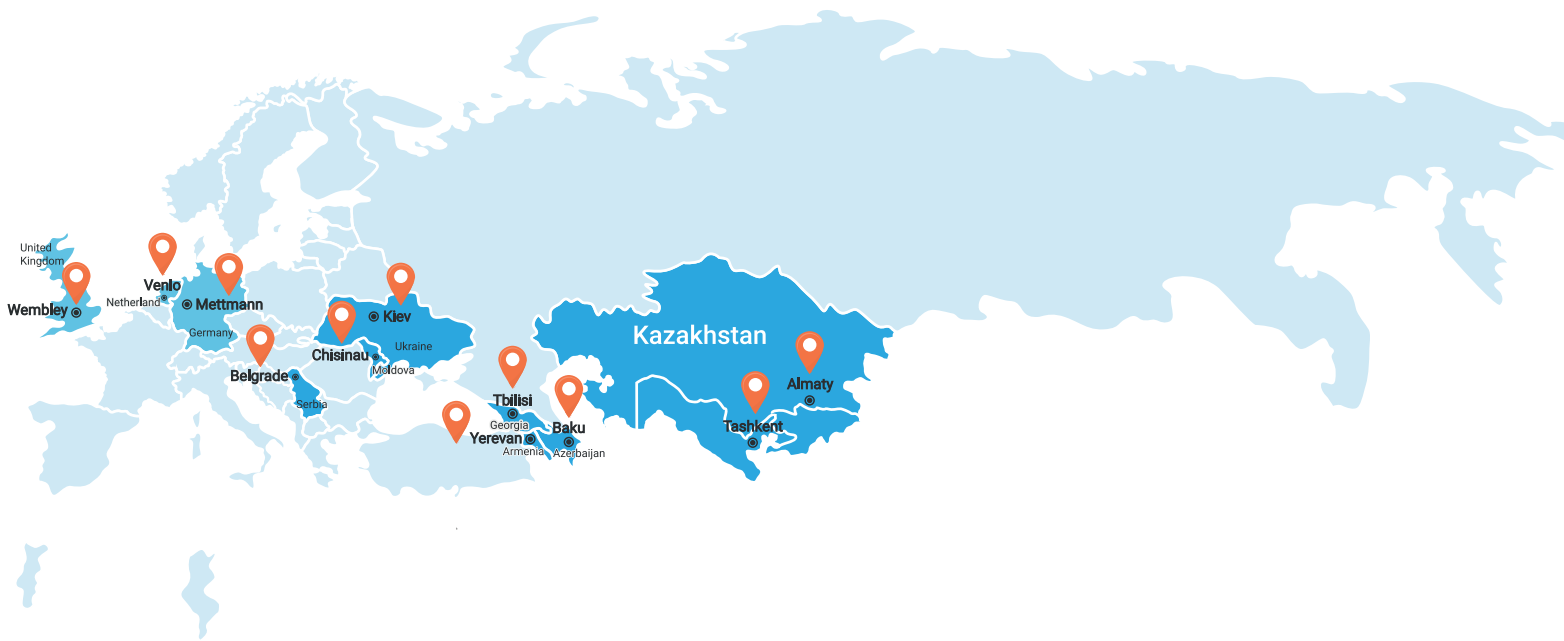 United
Kingdom
Wembley
Venlo
Netherland
Mettmann
Germany
Belgrade
Serbia
Chisinau
Kiev
Ukraine
Moldova
Tbilisi
Georgia
Yerevan
Armenia
Baku
Azerbaijan
Kazakhstan
Almaty
Tashkent